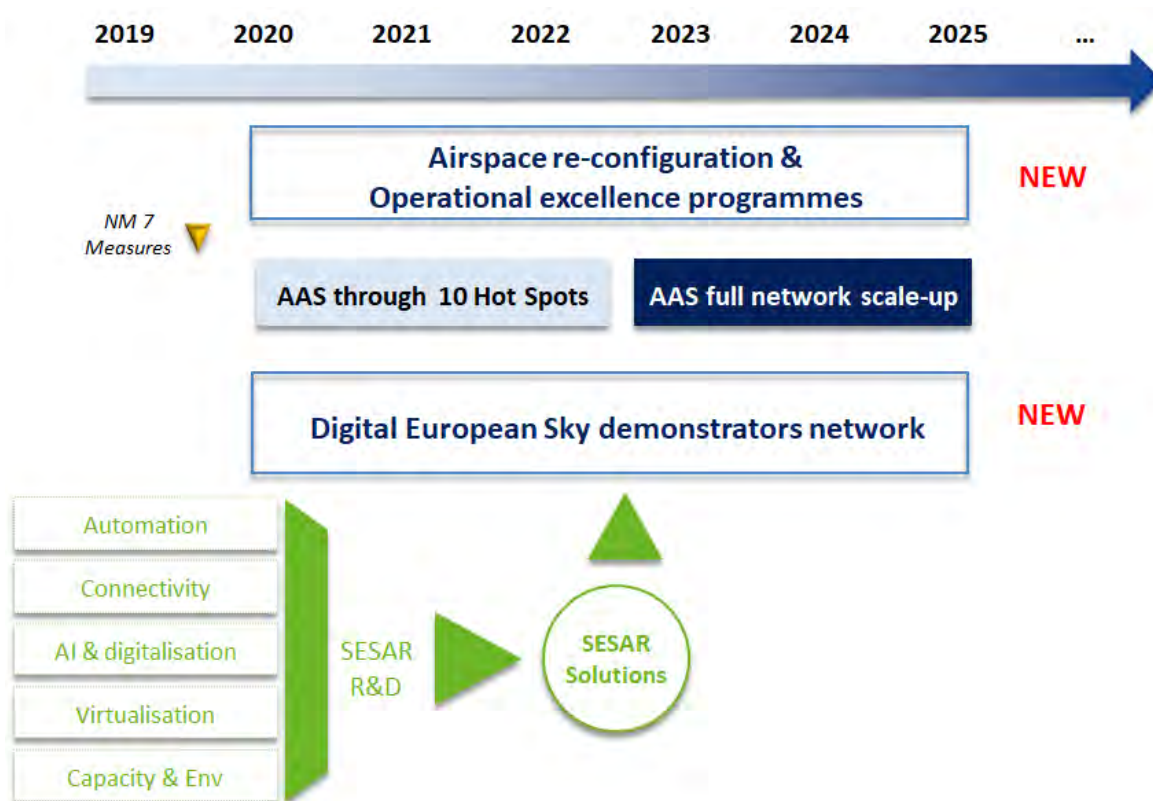 2019 2020 2021 2022 2023 2024 2025 ...
Airspace re-configuration &
Operational excellence programmes
NEW
NM 7
Measures
AAS through 10 Hot Spots
AAS full network scale-up
Digital European Sky demonstrators network
NEW
Automation
Connectivity
AI & digitalisation
Virtualisation
Capacity & Env
SESAR
R&D
SESAR
Solutions